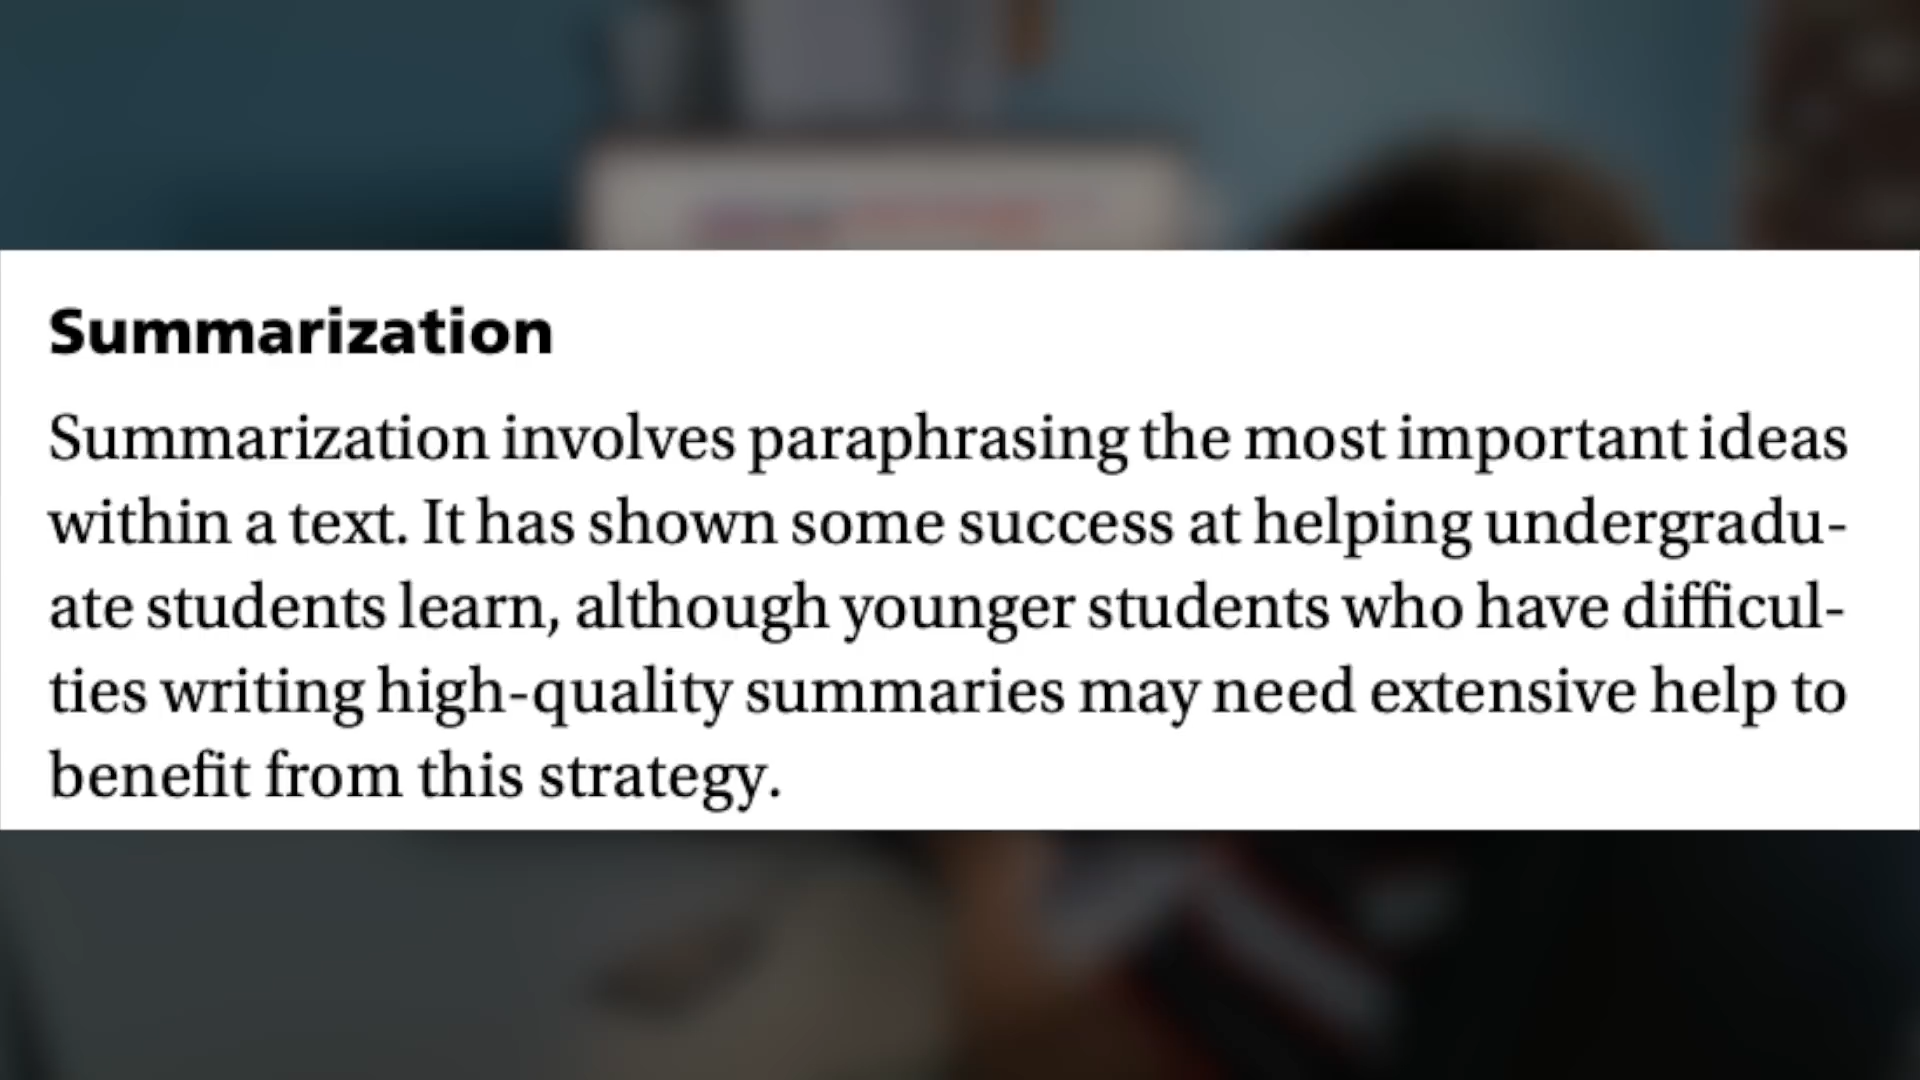 Summarization
Summarization involves paraphrasing the most important ideas
within a text. It has shown some success at helping undergradu-
ate students learn, although younger students who have difficul-
ties writing high-quality summaries may need extensive help to
benefit from this strategy.